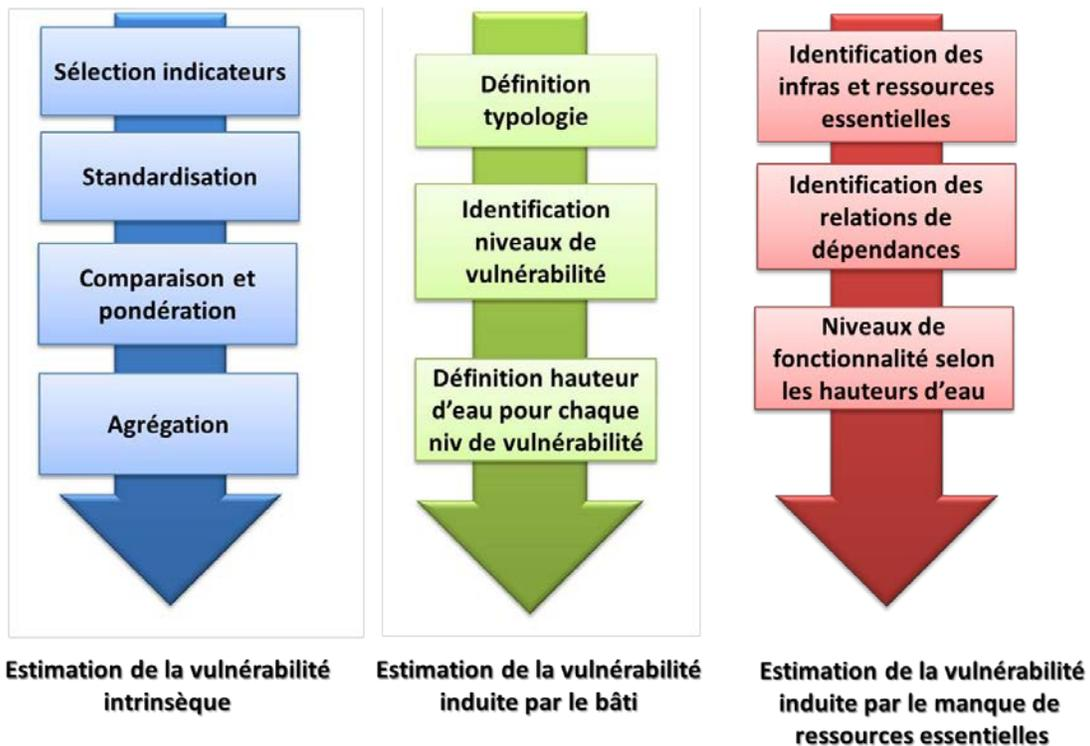 Sélection indicateurs
Standardisation
Comparaison et
pondération
Agrégation
Estimation de la vulnérabilité
intrinsèque
Définition
typologie
Identification
niveaux de
vulnérabilité
Définition hauteur
d'eau pour chaque
niv de vulnérabilité
Estimation de la vulnérabilité
induite par le bâti
Identification des
infras et ressources
essentielles
Identification des
relations de
dépendances
Niveaux de
fonctionnalité selon
les hauteurs d'eau
Estimation de la vulnérabilité
induite par le manque de
ressources essentielles